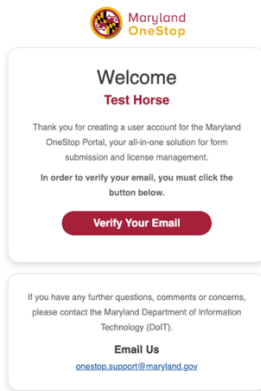 Maryland
OneStop
Welcome
Test Horse
Thank you for creating a user account for the Maryland
OneStop Portal, your all-in-one solution for form
submission and license management.
In order to verify your email, you must click the
button below.
Verify Your Email
If you have any further questions, comments or concerns,
please contact the Maryland Department of Information
Technology (DoIT).
Email Us
onestop.support@maryland.gov